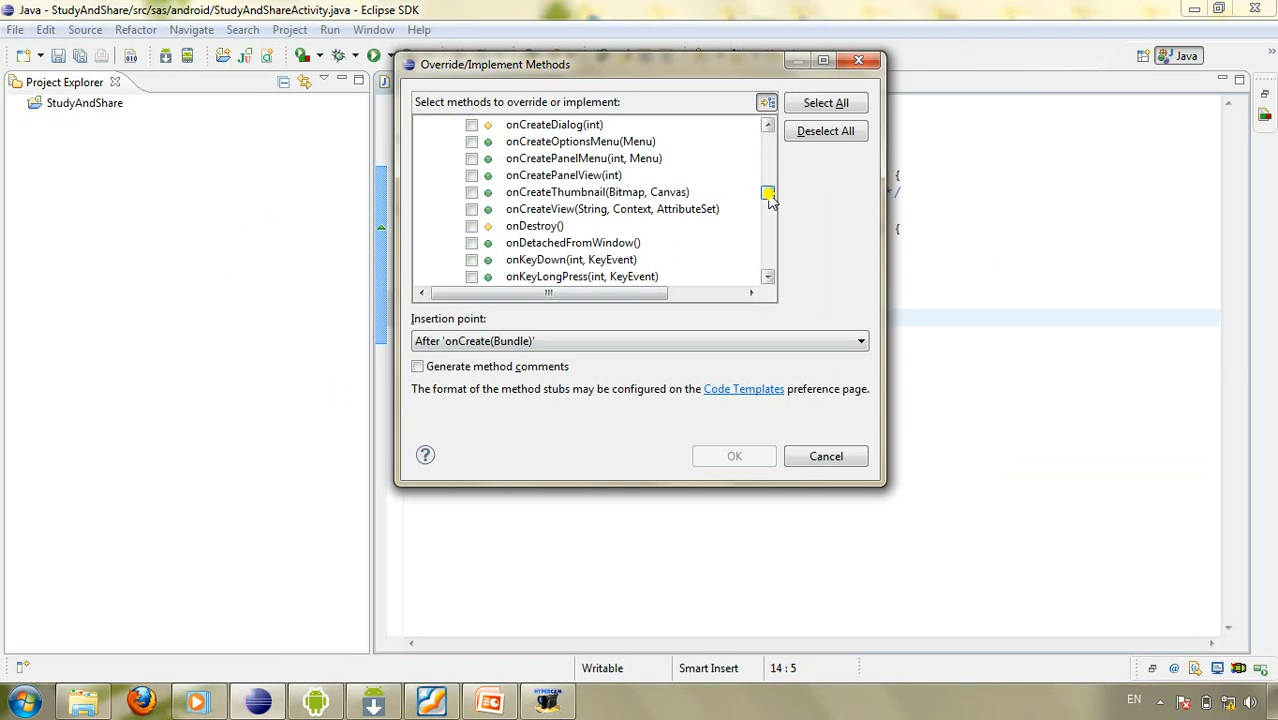 Java - StudyAndShare/src/sas/android/StudyAndShareActivity.java - Eclipse SDK
File Edit Source Refactor Navigate Search Project Run Window Help
Java
Project Explorer
StudyAndShare
Override/Implement Methods
Select methods to override or implement:
Select All
Deselect All
onCreateDialog(int)
onCreateOptionsMenu(Menu)
onCreatePanelMenu(int, Menu)
onCreatePanelView(int)
onCreateThumbnail(Bitmap, Canvas)
onCreateView(String, Context, AttributeSet)
onDestroy()
onDetachedFromWindow()
onKeyDown(int, KeyEvent)
onKeyLongPress(int, KeyEvent)
Insertion point:
After 'onCreate(Bundle)'
Generate method comments
The format of the method stubs may be configured on the Code Templates preference page.
OK
Cancel
{
*/
{
Writable
Smart Insert
14 : 5
EN
HYPERCAM